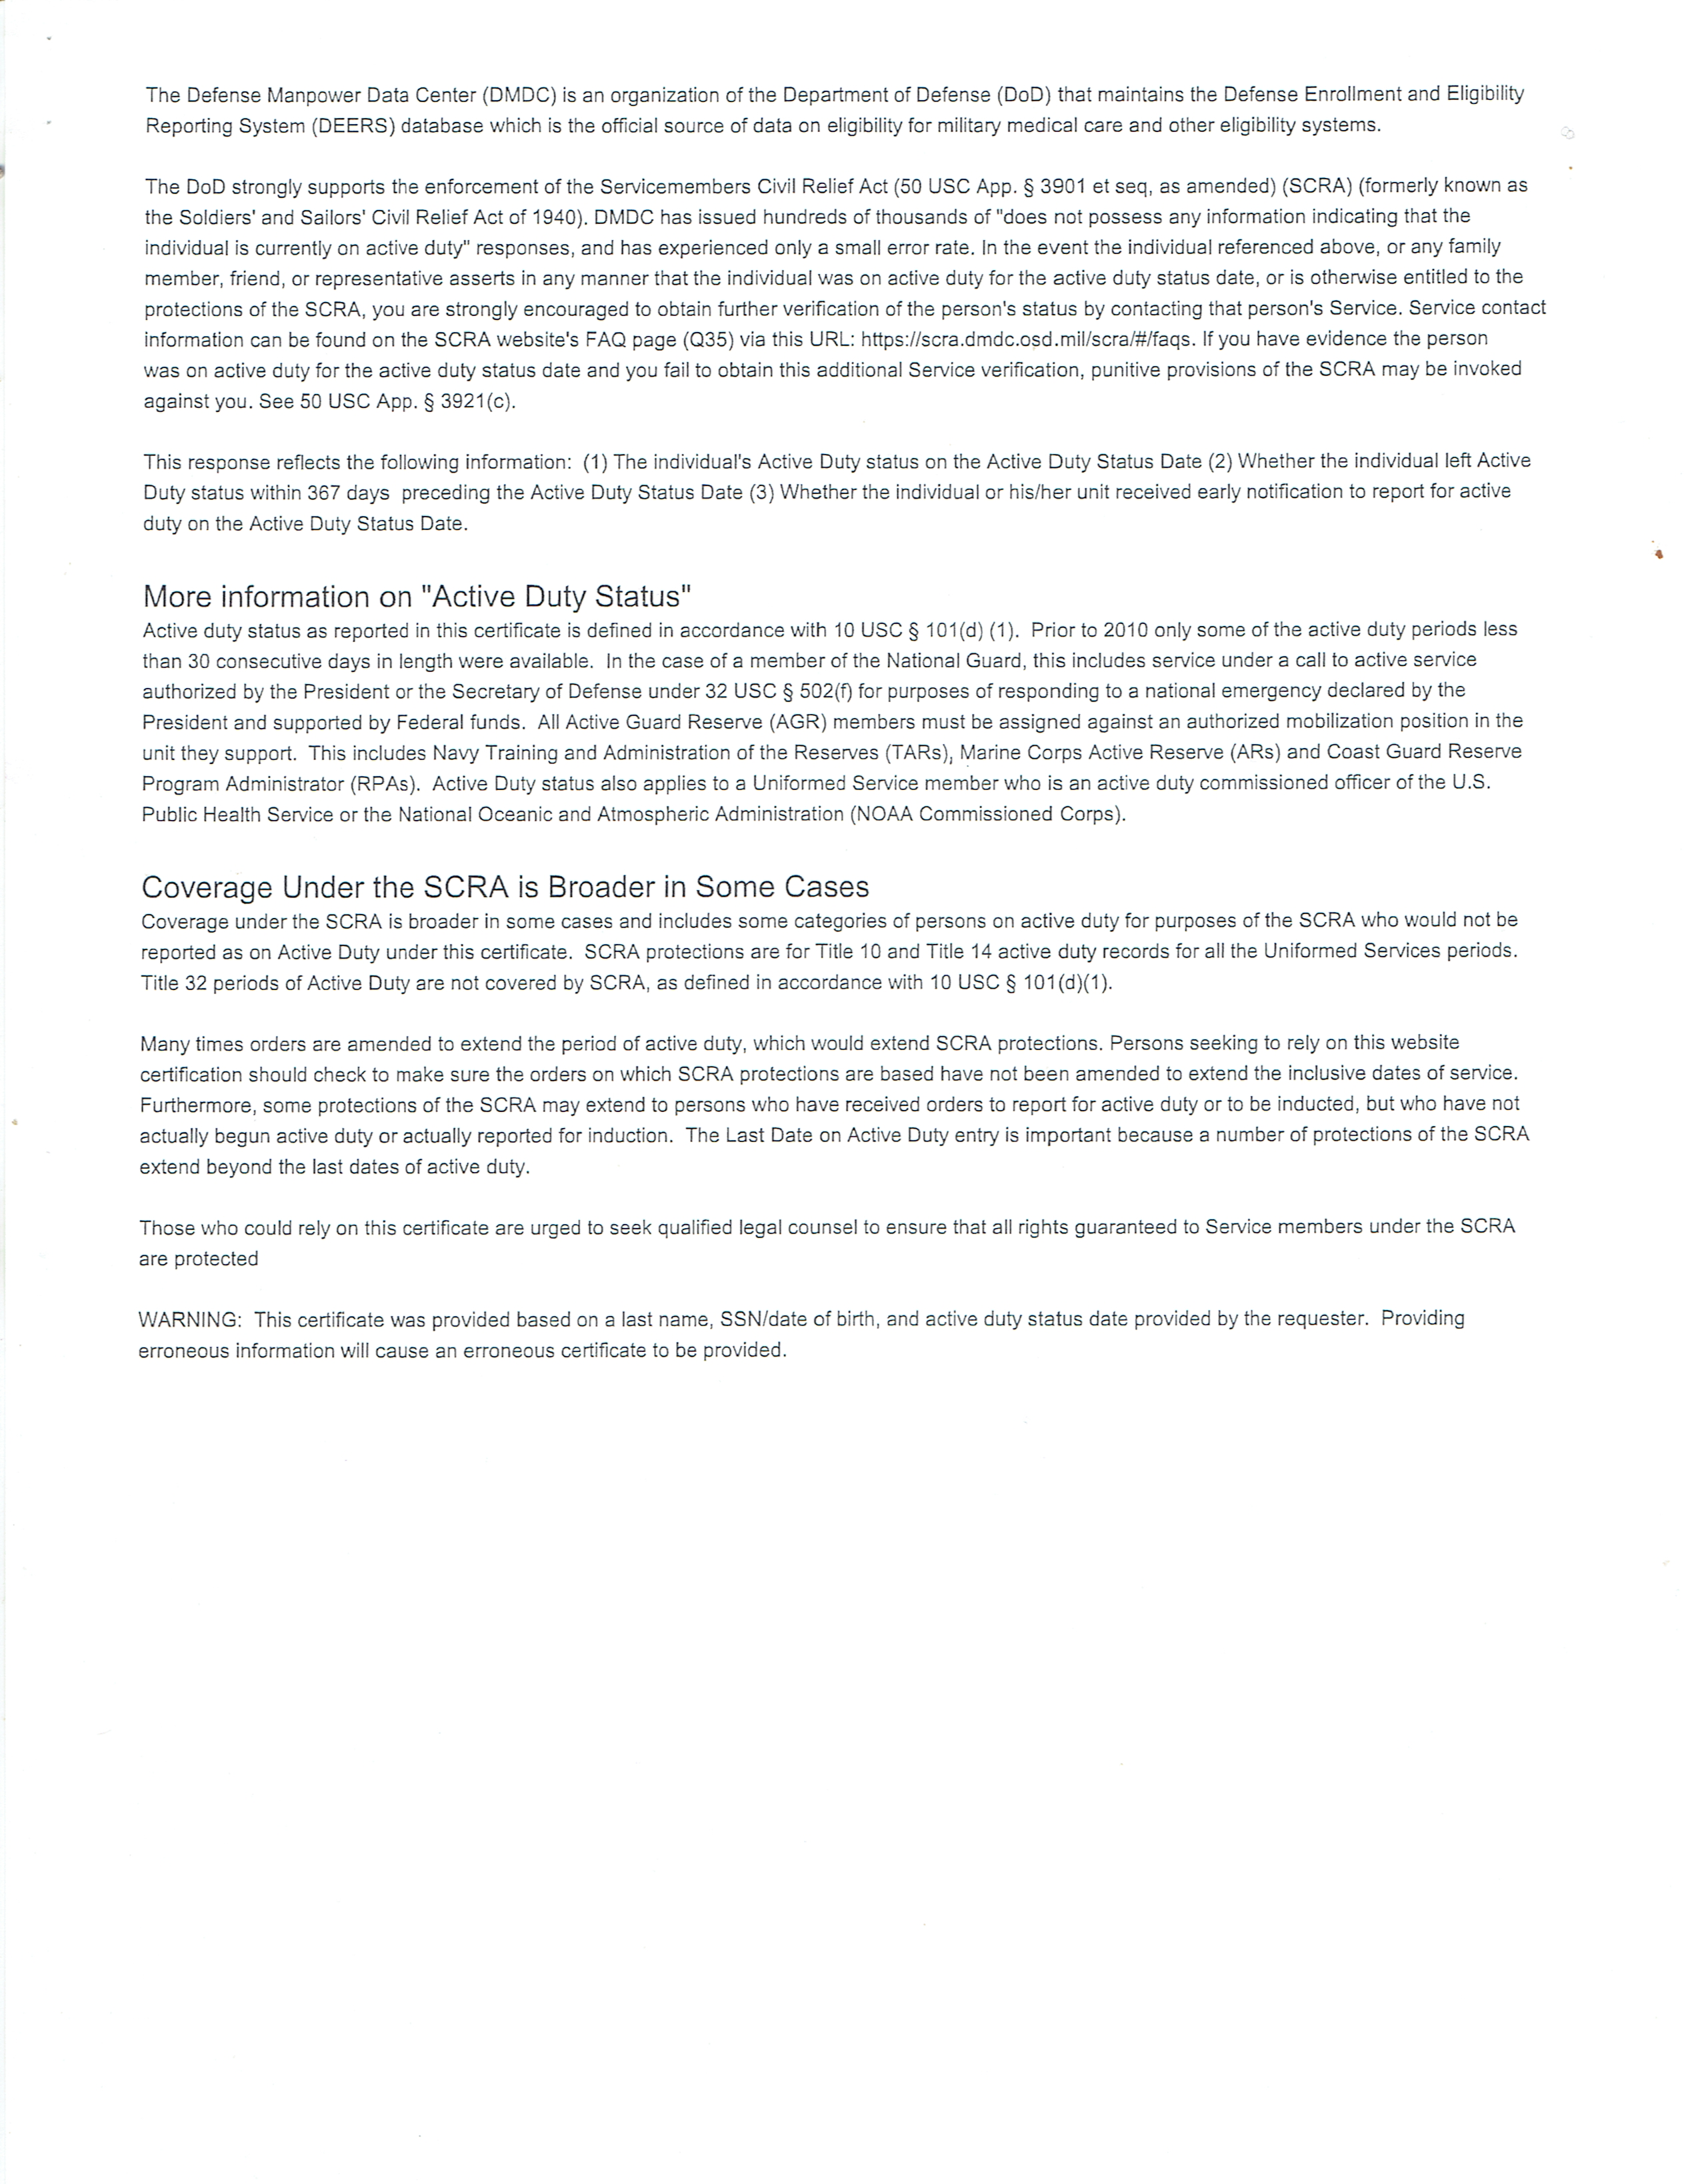 The Defense Manpower Data Center (DMDC) is an organization of the Department of Defense (DoD) that maintains the Defense Enrollment and Eligibility
Reporting System (DEERS) database which is the official source of data on eligibility for military medical care and other eligibility systems.
The DoD strongly supports the enforcement of the Servicemembers Civil Relief Act (50 USC App. § 3901 et seq, as amended) (SCRA) (formerly known as
the Soldiers' and Sailors' Civil Relief Act of 1940). DMDC has issued hundreds of thousands of "does not possess any information indicating that the
individual is currently on active duty" responses, and has experienced only a small error rate. In the event the individual referenced above, or any family
member, friend, or representative asserts in any manner that the individual was on active duty for the active duty status date, or is otherwise entitled to the
protections of the SCRA, you are strongly encouraged to obtain further verification of the person's status by contacting that person's Service. Service contact
information can be found on the SCRA website's FAQ page (Q35) via this URL: https://scra.dmdc.osd.mil/scra/#/faqs. If you have evidence the person
was on active duty for the active duty status date and you fail to obtain this additional Service verification, punitive provisions of the SCRA may be invoked
against you. See 50 USC App. § 3921(c).
This response reflects the following information:  (1) The individual's Active Duty status on the Active Duty Status Date (2) Whether the individual left Active
Duty status within 367 days  preceding the Active Duty Status Date (3) Whether the individual or his/her unit received early notification to report for active
duty on the Active Duty Status Date.
More information on "Active Duty Status"
Active duty status as reported in this certificate is defined in accordance with 10 USC § 101(d) (1).  Prior to 2010 only some of the active duty periods less
than 30 consecutive days in length were available.  In the case of a member of the National Guard, this includes service under a call to active service
authorized by the President or the Secretary of Defense under 32 USC § 502(f) for purposes of responding to a national emergency declared by the
President and supported by Federal funds.  All Active Guard Reserve (AGR) members must be assigned against an authorized mobilization position in the
unit they support.  This includes Navy Training and Administration of the Reserves (TARs), Marine Corps Active Reserve (ARs) and Coast Guard Reserve
Program Administrator (RPAs).  Active Duty status also applies to a Uniformed Service member who is an active duty commissioned officer of the U.S.
Public Health Service or the National Oceanic and Atmospheric Administration (NOAA Commissioned Corps).
Coverage Under the SCRA is Broader in Some Cases
Coverage under the SCRA is broader in some cases and includes some categories of persons on active duty for purposes of the SCRA who would not be
reported as on Active Duty under this certificate.  SCRA protections are for Title 10 and Title 14 active duty records for all the Uniformed Services periods.
Title 32 periods of Active Duty are not covered by SCRA, as defined in accordance with 10 USC § 101(d)(1).
Many times orders are amended to extend the period of active duty, which would extend SCRA protections. Persons seeking to rely on this website
certification should check to make sure the orders on which SCRA protections are based have not been amended to extend the inclusive dates of service.
Furthermore, some protections of the SCRA may extend to persons who have received orders to report for active duty or to be inducted, but who have not
actually begun active duty or actually reported for induction.  The Last Date on Active Duty entry is important because a number of protections of the SCRA
extend beyond the last dates of active duty.
Those who could rely on this certificate are urged to seek qualified legal counsel to ensure that all rights guaranteed to Service members under the SCRA
are protected
WARNING:  This certificate was provided based on a last name, SSN/date of birth, and active duty status date provided by the requester.  Providing
erroneous information will cause an erroneous certificate to be provided.